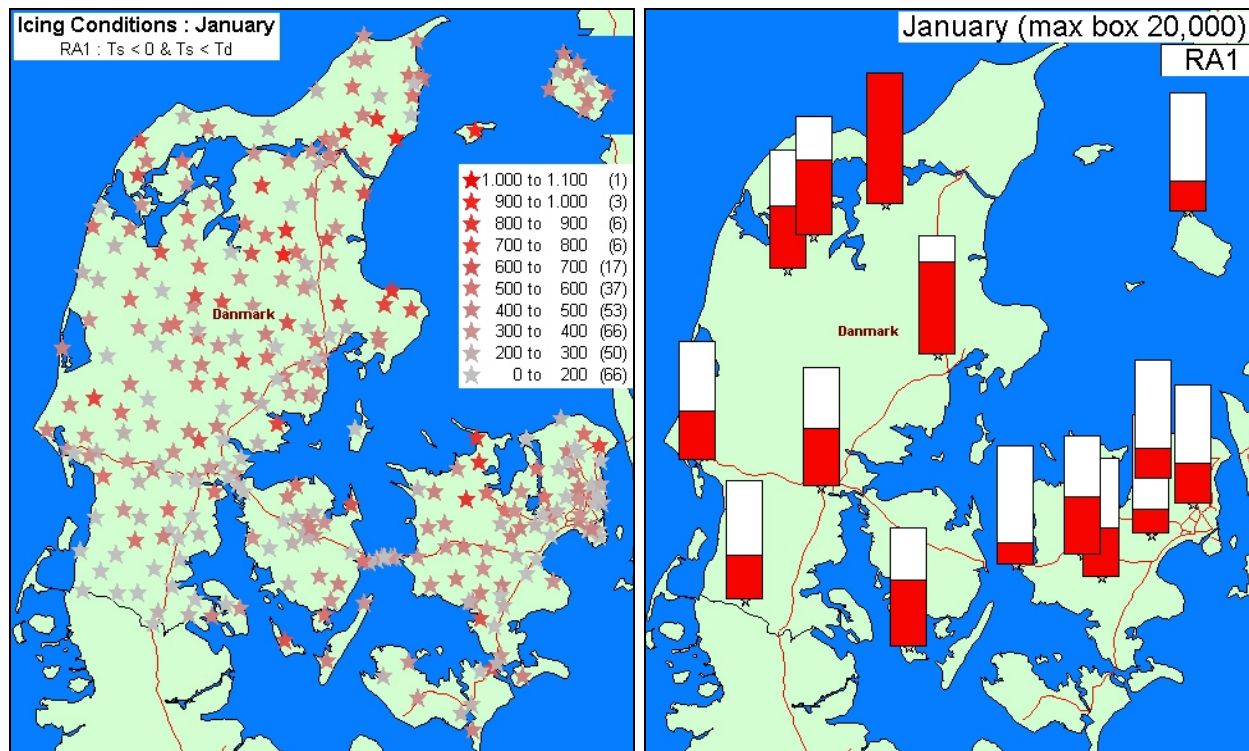 Icing Conditions : January
RA1 : Ts < 0 & Ts < Td
1.000 to 1.100 (1)
900 to 1.000 (3)
800 to 900 (6)
700 to 800 (6)
600 to 700 (17)
500 to 600 (37)
400 to 500 (53)
300 to 400 (66)
200 to 300 (50)
0 to 200 (66)
Danmark
January (max box 20,000)
RA1
Danmark